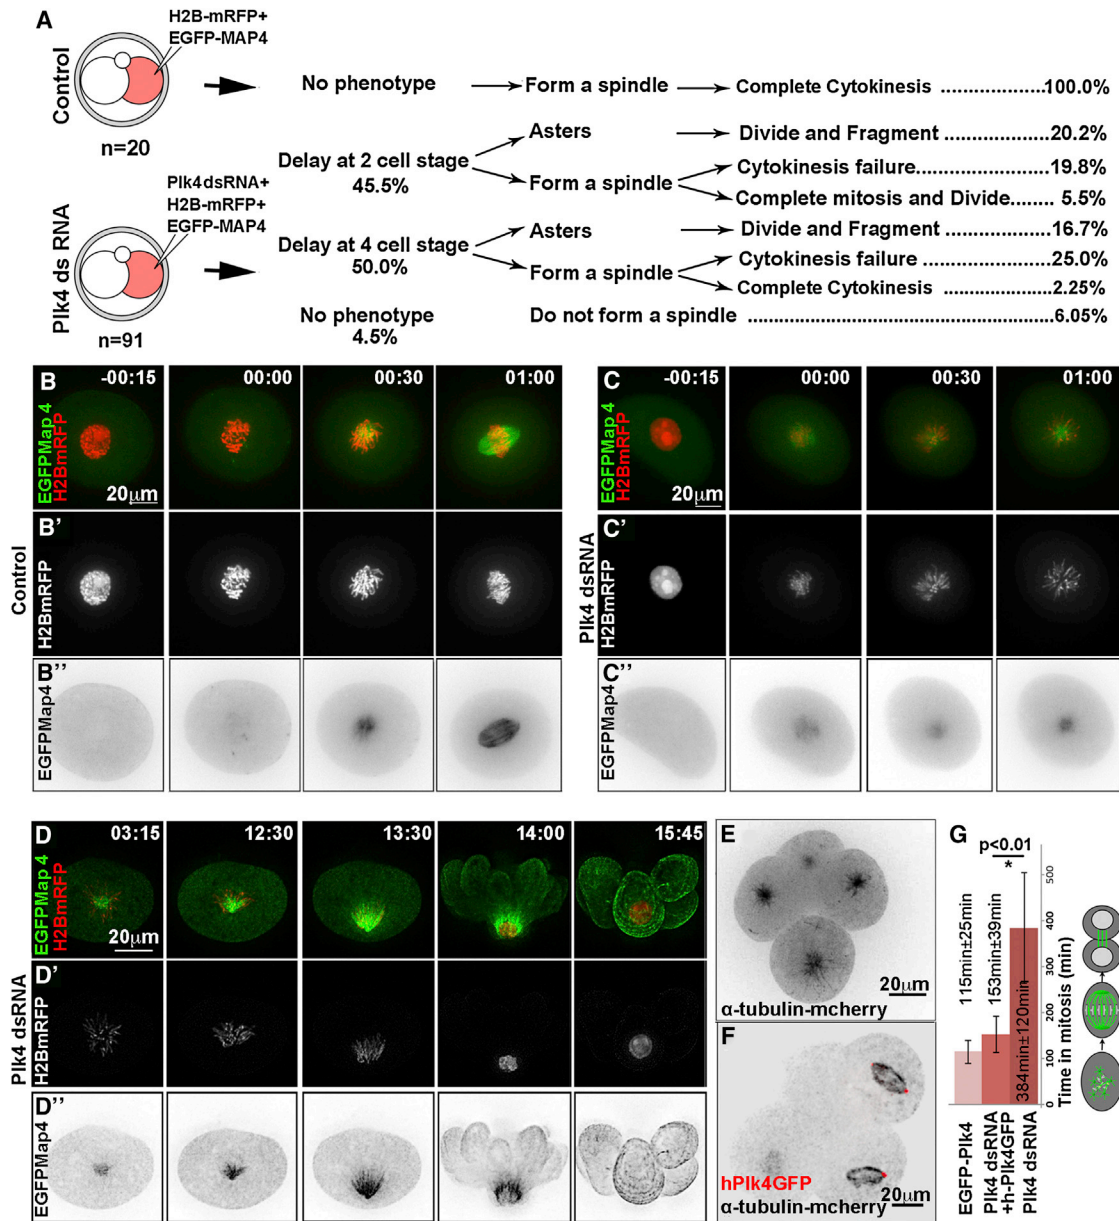 A
Control
H2B-mRFP+
EGFP-MAP4
n=20
No phenotype
Form a spindle
Complete Cytokinesis ....................100.0%
Plk4 ds RNA
Plk4dsRNA+
H2B-mRFP+
EGFP-MAP4
n=91
Delay at 2 cell stage
45.5%
Asters
Divide and Fragment ....................20.2%
Form a spindle
Cytokinesis failure....................19.8%
Complete mitosis and Divide....... 5.5%
Delay at 4 cell stage
50.0%
Asters
Divide and Fragment ....................16.7%
Form a spindle
Cytokinesis failure ....................25.0%
Complete Cytokinesis ....................2.25%
No phenotype
4.5%
Do not form a spindle ....................6.05%
Control
B
-00:15
00:00
00:30
01:00
EGFPMap 4
H2BmRFP
20μm
B'
H2BmRFP
B''
EGFPMap4
Plk4 dsRNA
C
-00:15
00:00
00:30
01:00
EGFPMap 4
H2BmRFP
20μm
C'
H2BmRFP
C''
EGFPMap4
Plk4 dsRNA
D
03:15
12:30
13:30
14:00
15:45
EGFPMap 4
H2BmRFP
20μm
D'
H2BmRFP
D''
EGFPMap4
E
20μm
α-tubulin-mcherry
F
hPlk4GFP
α-tubulin-mcherry
20μm
G
p<0.01
*
115min±25min
153min±39min
384min±120min
0
100
200
300
400
500
Time in mitosis (min)
EGFP-Plk4
Plk4 dsRNA
+h-Plk4GFP
Plk4 dsRNA